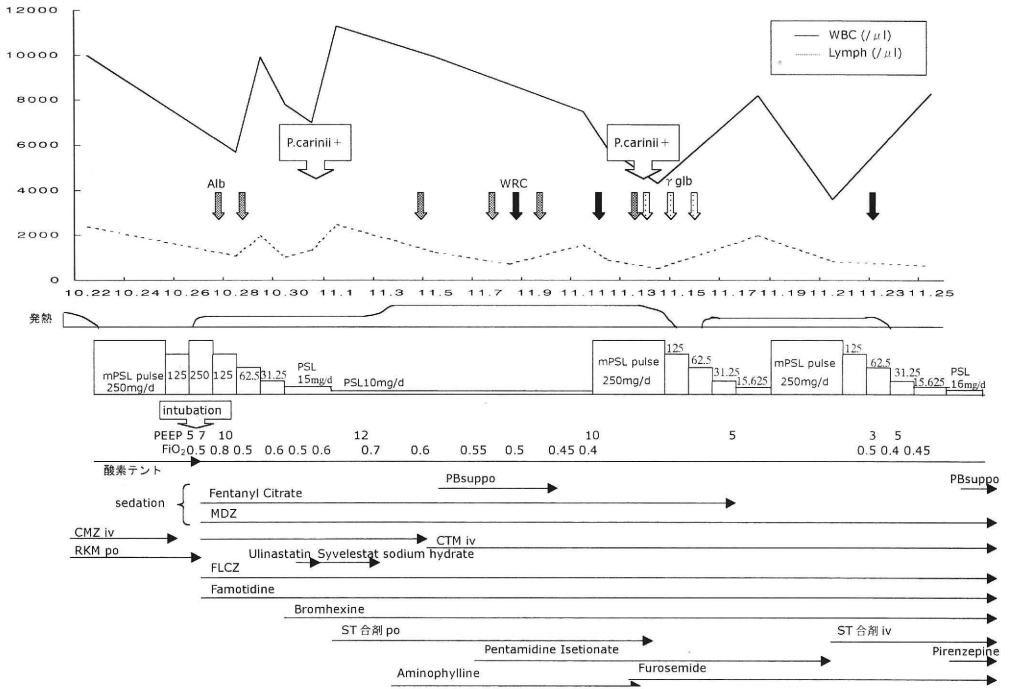 12000
10000
8000
6000
4000
2000
0
WBC (/μl)
Lymph (/μl)
P.carinii+
P.carinii+
Alb
WRC
γ glb
10.22 10.24 10.26 10.28 10.30 11.1 11.3 11.5 11.7 11.9 11.11 11.13 11.15 11.17 11.19 11.21 11.23 11.25
発熱
mPSL pulse
250mg/d
125
250
125
62.5
31.25
PSL
15mg/d
PSL10mg/d
mPSL pulse
250mg/d
125
62.5
31.25
15.625
mPSL pulse
250mg/d
125
62.5
31.25
15.625
PSL
16mg/d
intubation
PEEP 5 7 10 12 10 5 3 5
FiO2 0.5 0.8 0.5 0.6 0.5 0.6 0.7 0.6 0.55 0.5 0.45 0.4 0.5 0.4 0.45
酸素テント
PBsuppo
PBsuppo
sedation
Fentanyl Citrate
MDZ
CMZ iv
CTM iv
RKM po
Ulinastatin
Syvelestat sodium hydrate
FLCZ
Famotidine
Bromhexine
ST合剤 po
ST合剤 iv
Pentamidine Isetionate
Pirenzepine
Aminophylline
Furosemide